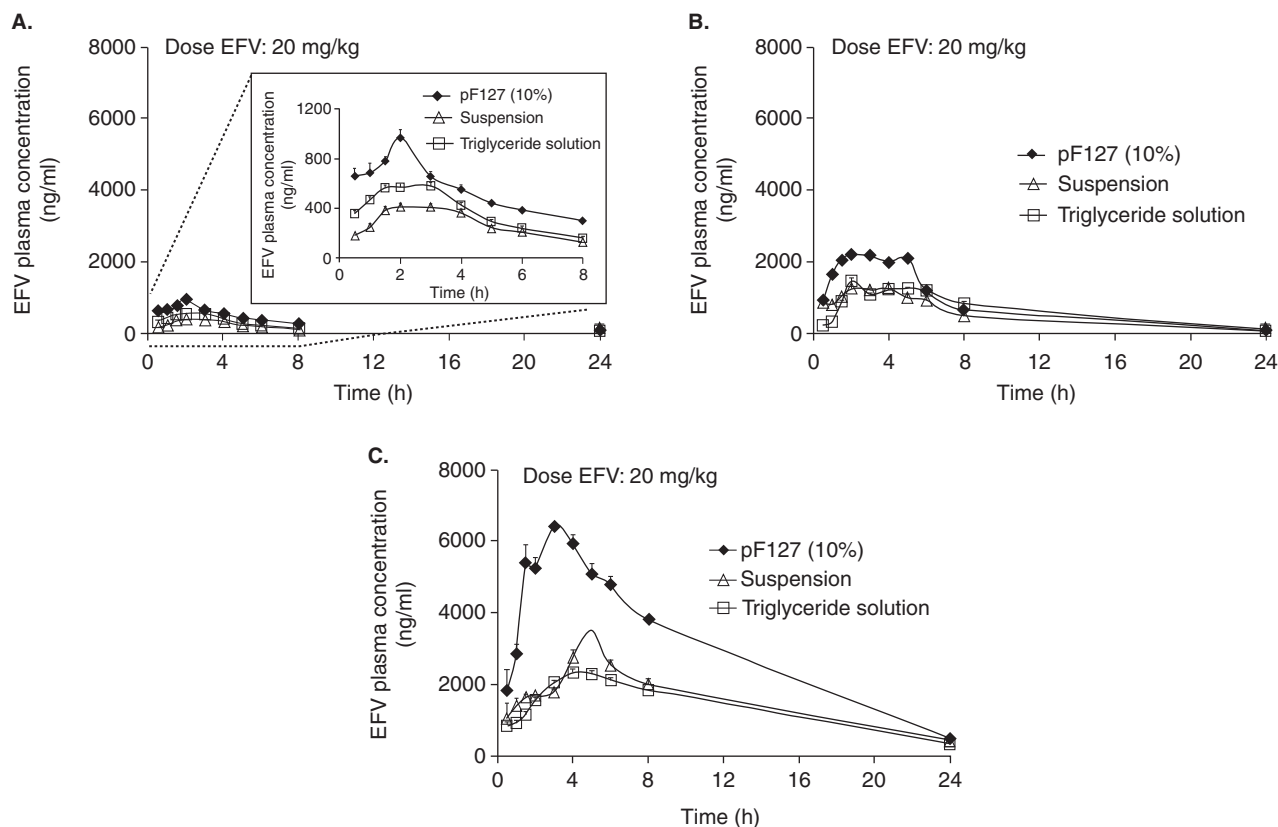 A.
8000
6000
4000
2000
0
EFV plasma concentration
(ng/ml)
Dose EFV: 20 mg/kg
1200
800
400
0
EFV plasma concentration
(ng/ml)
pF127 (10%)
Suspension
Triglyceride solution
0 2 4 6 8
Time (h)
0 4 8 12 16 20 24
Time (h)
B.
8000
6000
4000
2000
0
EFV plasma concentration
(ng/ml)
Dose EFV: 20 mg/kg
pF127 (10%)
Suspension
Triglyceride solution
0 4 8 12 16 20 24
Time (h)
C.
8000
6000
4000
2000
0
EFV plasma concentration
(ng/ml)
Dose EFV: 20 mg/kg
pF127 (10%)
Suspension
Triglyceride solution
0 4 8 12 16 20 24
Time (h)